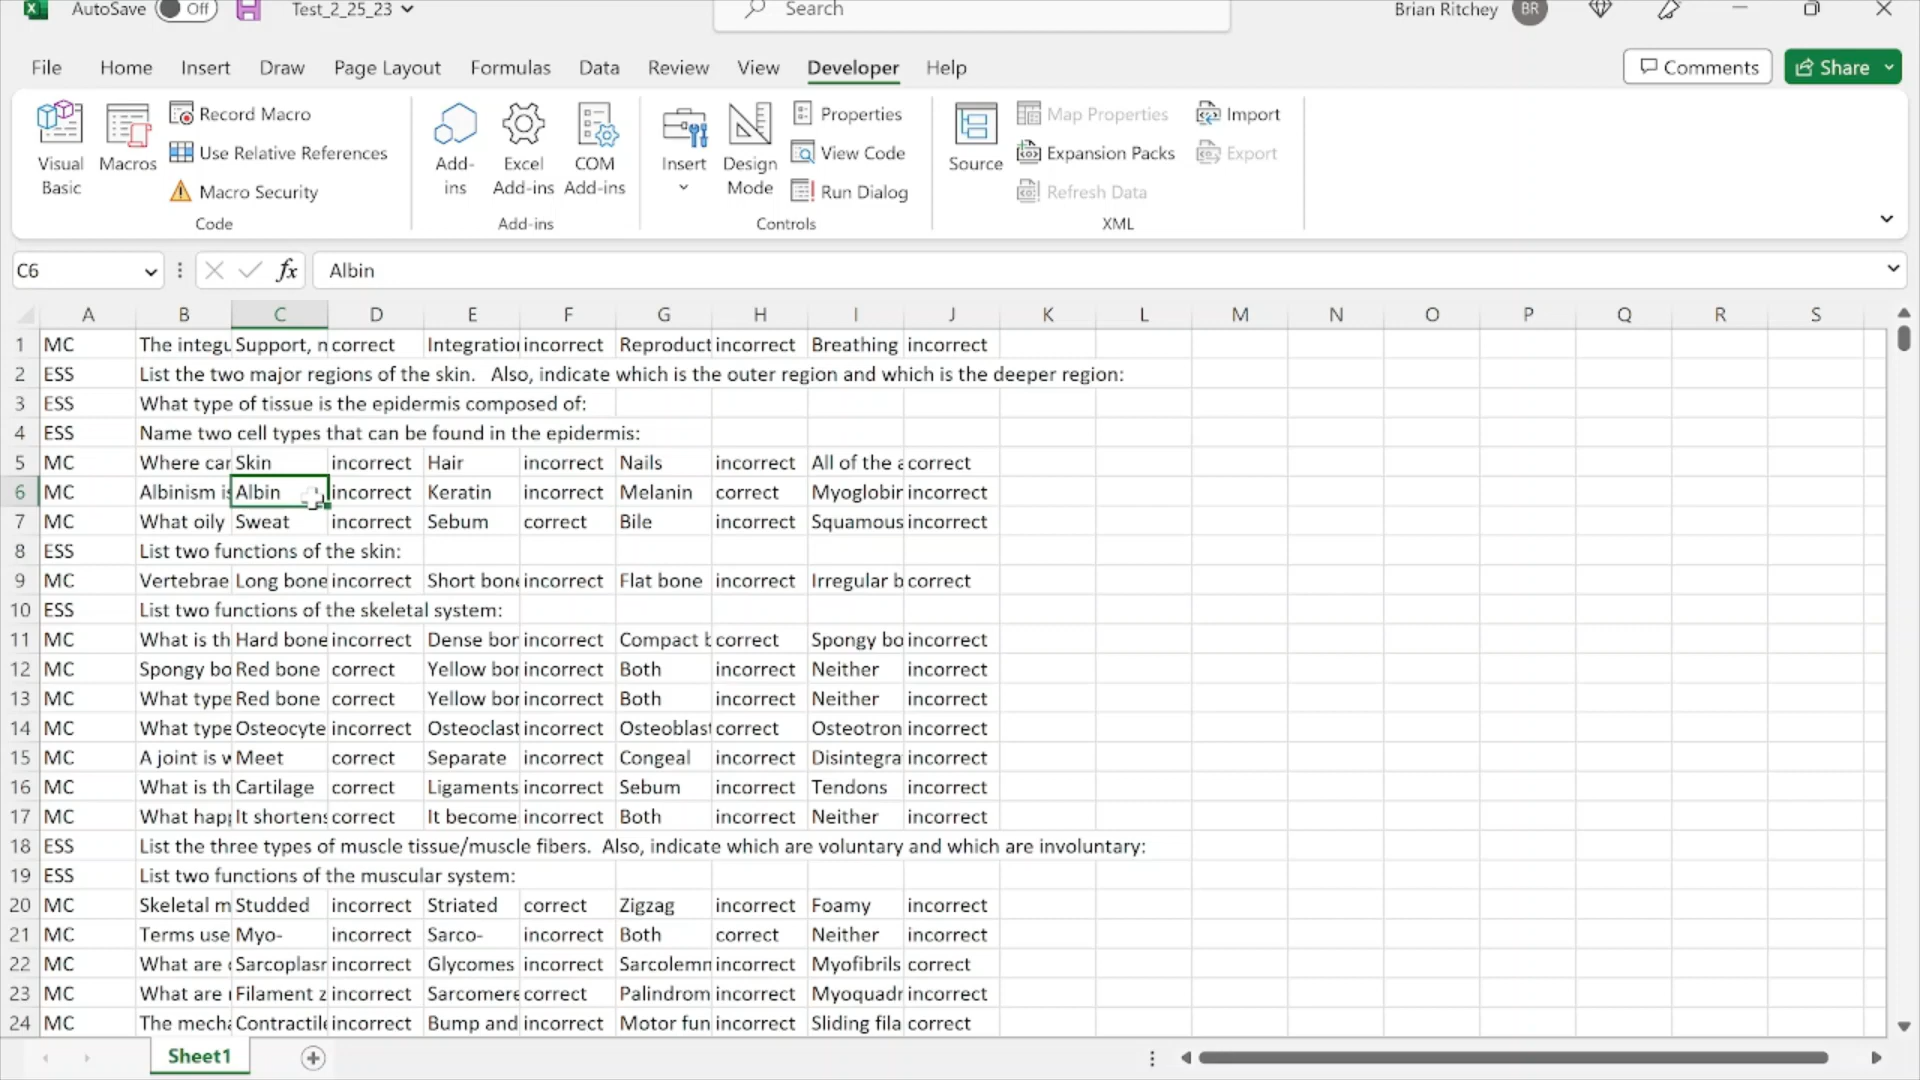 AutoSave Off Test_2_25_23 Search Brian Ritchey BR
File Home Insert Draw Page Layout Formulas Data Review View Developer Help Comments Share
Visual Basic
Macros
Record Macro
Use Relative References
Macro Security
Code
Add-ins
Excel Add-ins
COM Add-ins
Add-ins
Insert
Design Mode
Properties
View Code
Run Dialog
Controls
Source
Map Properties
Expansion Packs
Refresh Data
Import
Export
XML
C6 fx Albin
A B C D E F G H I J K L M N O P Q R S
1 MC The integu Support, m correct Integration incorrect Reproduct incorrect Breathing incorrect
2 ESS List the two major regions of the skin. Also, indicate which is the outer region and which is the deeper region:
3 ESS What type of tissue is the epidermis composed of:
4 ESS Name two cell types that can be found in the epidermis:
5 MC Where can Skin incorrect Hair incorrect Nails incorrect All of the a correct
6 MC Albinism is Albin incorrect Keratin incorrect Melanin correct Myoglobin incorrect
7 MC What oily Sweat incorrect Sebum correct Bile incorrect Squamous incorrect
8 ESS List two functions of the skin:
9 MC Vertebrae Long bone incorrect Short bone incorrect Flat bone incorrect Irregular b correct
10 ESS List two functions of the skeletal system:
11 MC What is th Hard bone incorrect Dense bon incorrect Compact b correct Spongy bo incorrect
12 MC Spongy bo Red bone correct Yellow bon incorrect Both incorrect Neither incorrect
13 MC What type Red bone correct Yellow bon incorrect Both incorrect Neither incorrect
14 MC What type Osteocyte incorrect Osteoclast incorrect Osteoblast correct Osteotron incorrect
15 MC A joint is w Meet correct Separate incorrect Congeal incorrect Disintegra incorrect
16 MC What is th Cartilage correct Ligaments incorrect Sebum incorrect Tendons incorrect
17 MC What happ It shortens correct It become incorrect Both incorrect Neither incorrect
18 ESS List the three types of muscle tissue/muscle fibers. Also, indicate which are voluntary and which are involuntary:
19 ESS List two functions of the muscular system:
20 MC Skeletal m Studded incorrect Striated correct Zigzag incorrect Foamy incorrect
21 MC Terms use Myo- incorrect Sarco- incorrect Both correct Neither incorrect
22 MC What are Sarcoplasm incorrect Glycomes incorrect Sarcolemm incorrect Myofibrils correct
23 MC What are Filament z incorrect Sarcomere correct Palindrom incorrect Myoquadr incorrect
24 MC The mecha Contractile incorrect Bump and incorrect Motor fun incorrect Sliding fila correct
Sheet1